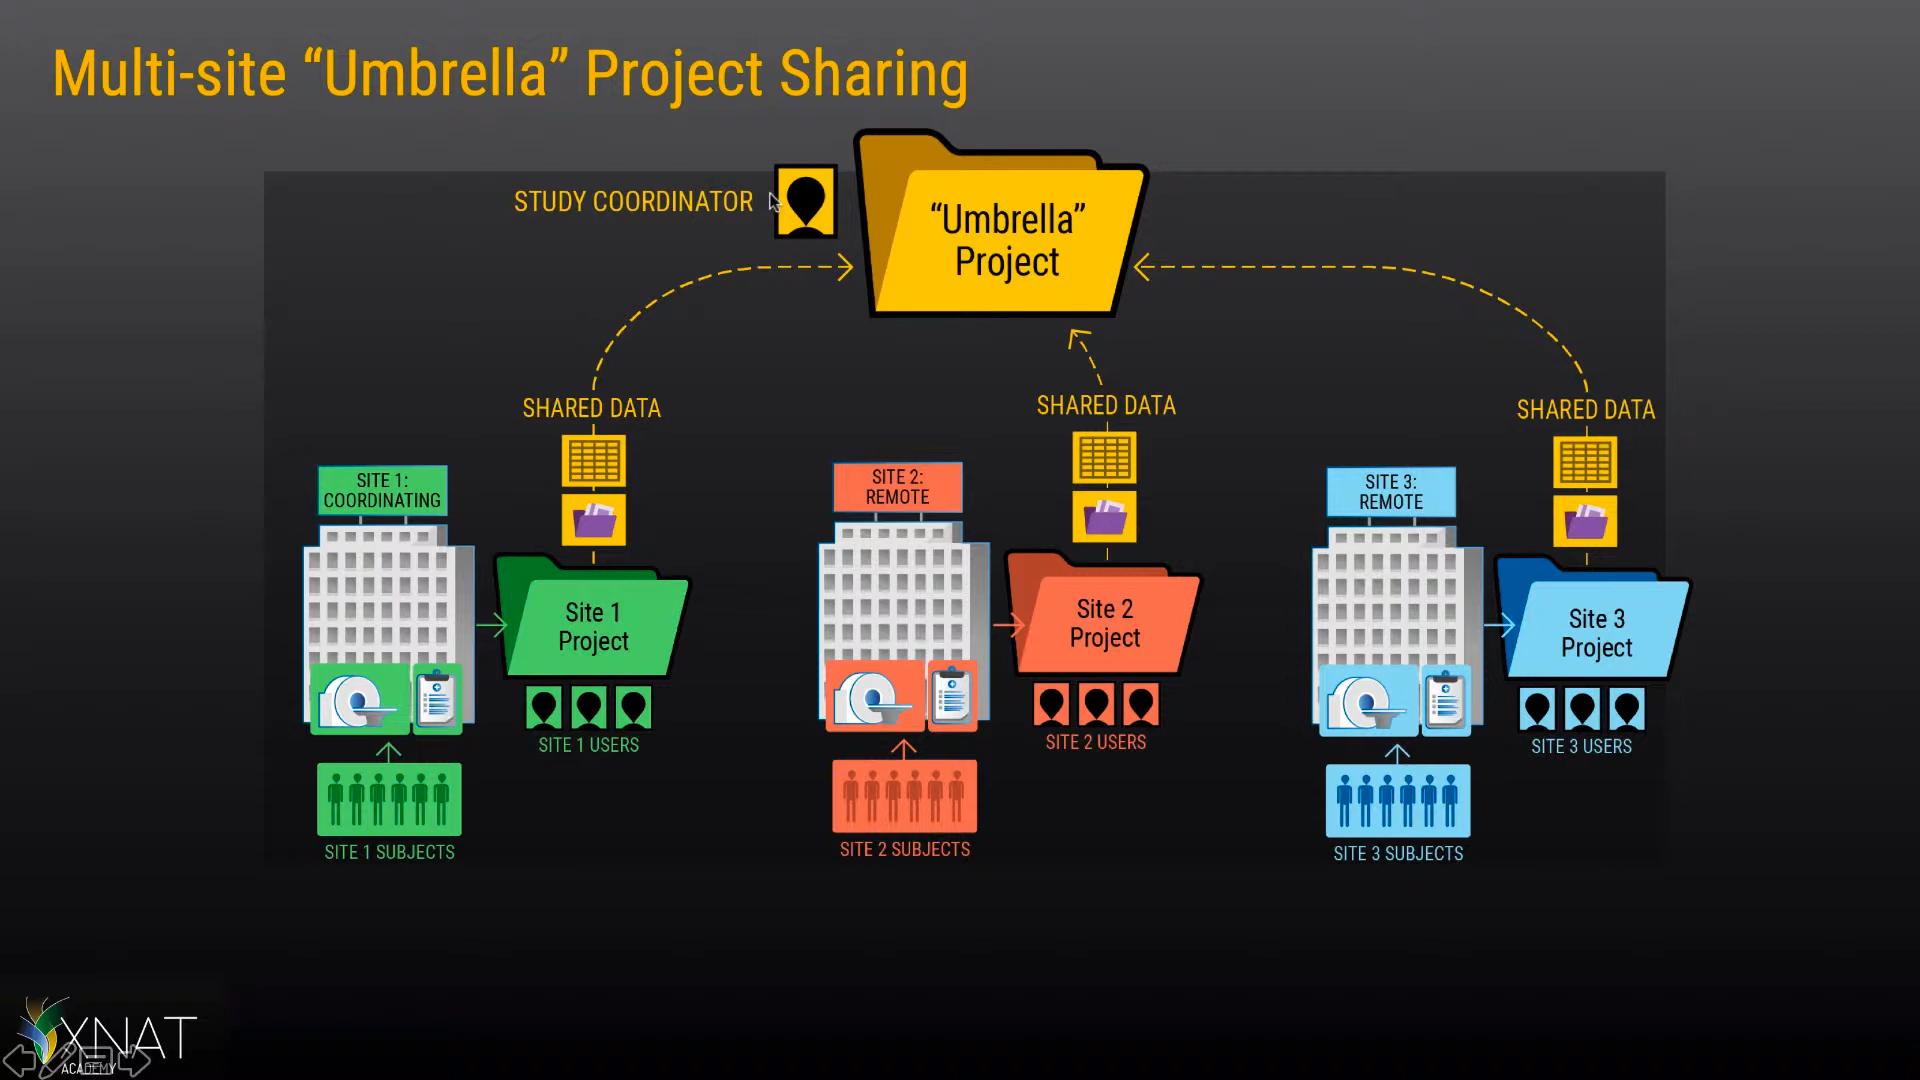 Multi-site “Umbrella” Project Sharing
STUDY COORDINATOR
“Umbrella”
Project
SHARED DATA
SHARED DATA
SHARED DATA
SITE 1:
COORDINATING
SITE 2:
REMOTE
SITE 3:
REMOTE
Site 1
Project
Site 2
Project
Site 3
Project
SITE 1 USERS
SITE 2 USERS
SITE 3 USERS
SITE 1 SUBJECTS
SITE 2 SUBJECTS
SITE 3 SUBJECTS
XNAT
ACADEMY